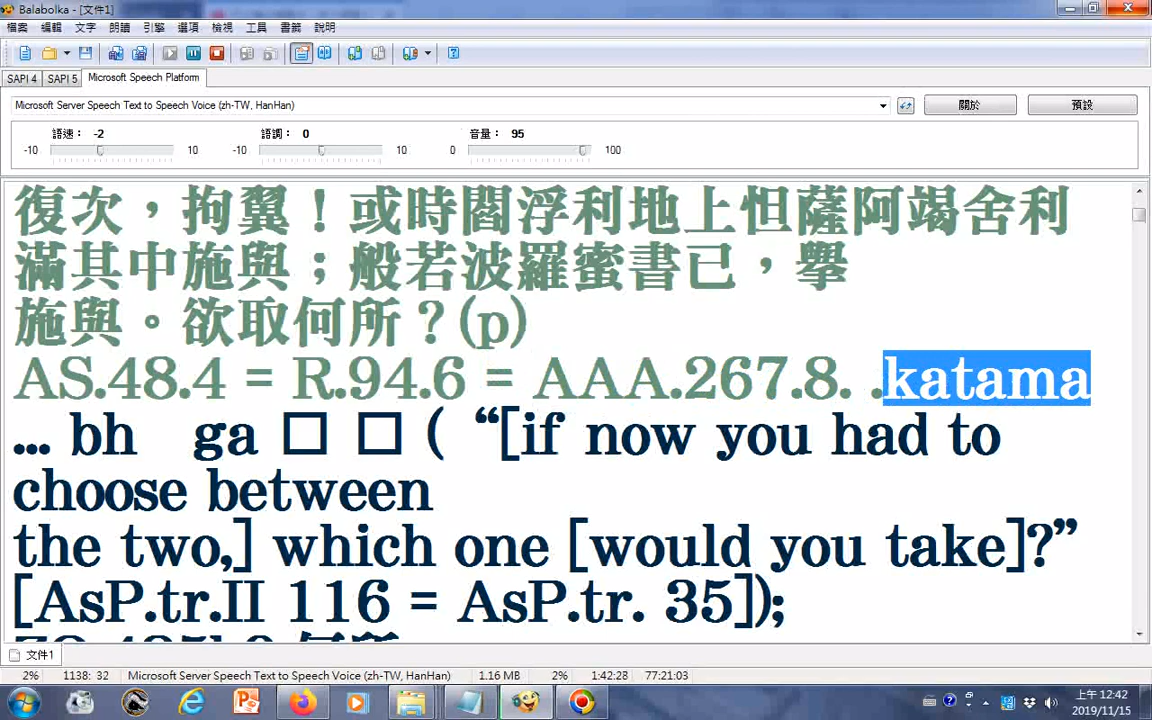 Balabolka - [文件1]
檔案 編輯 文字 朗讀 引擎 選項 檢視 工具 書籤 說明
SAPI 4 SAPI 5 Microsoft Speech Platform
Microsoft Server Speech Text to Speech Voice (zh-TW, HanHan) 關於 預設
語速： -2 語調： 0 音量： 95
-10 10 -10 10 0 100
復次，拘翼！或時閻浮利地上怛薩阿竭舍利
滿其中施與；般若波羅蜜書已，擧
施與。欲取何所？(p)
AS.48.4 = R.94.6 = AAA.267.8. .katama
... bh ga □ □ ( “[if now you had to
choose between
the two,] which one [would you take]?”
[AsP.tr.II 116 = AsP.tr. 35]);
文件1
2% 1138: 32 Microsoft Server Speech Text to Speech Voice (zh-TW, HanHan) 1.16 MB 2% 1:42:28 77:21:03
上午 12:42
2019/11/15